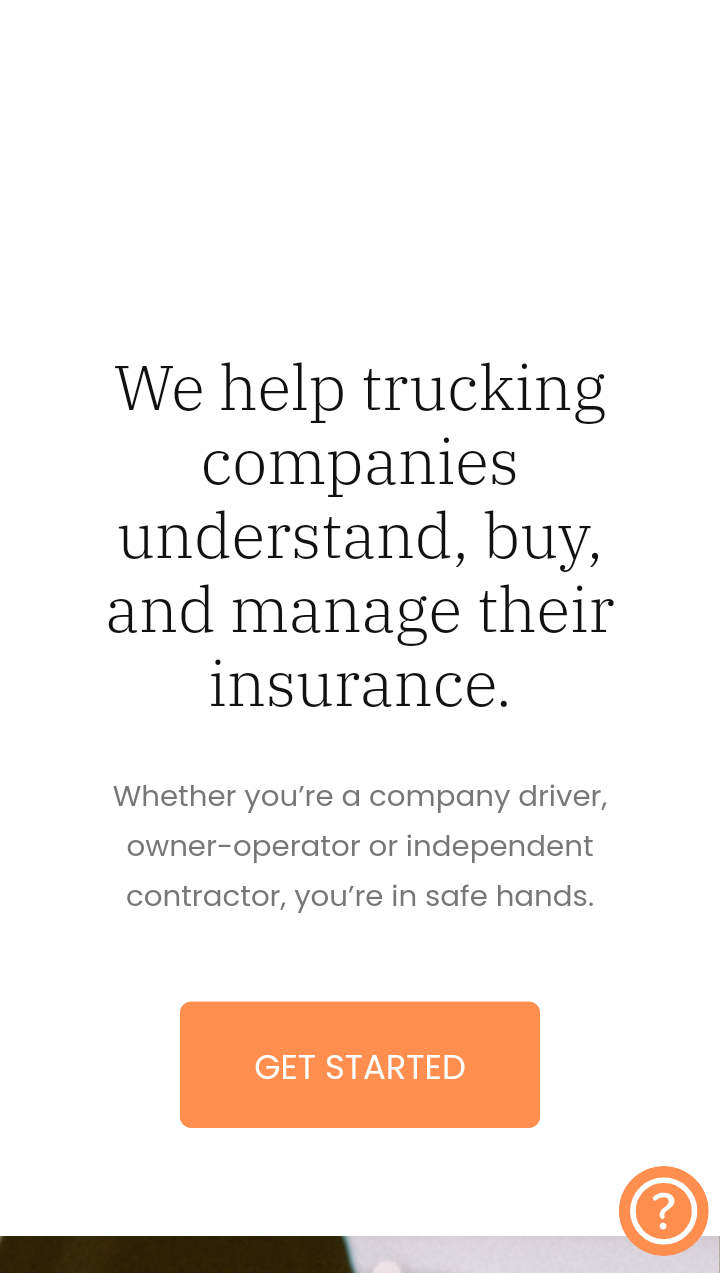 We help trucking
companies
understand, buy,
and manage their
insurance.
Whether you’re a company driver,
owner-operator or independent
contractor, you’re in safe hands.
GET STARTED
?